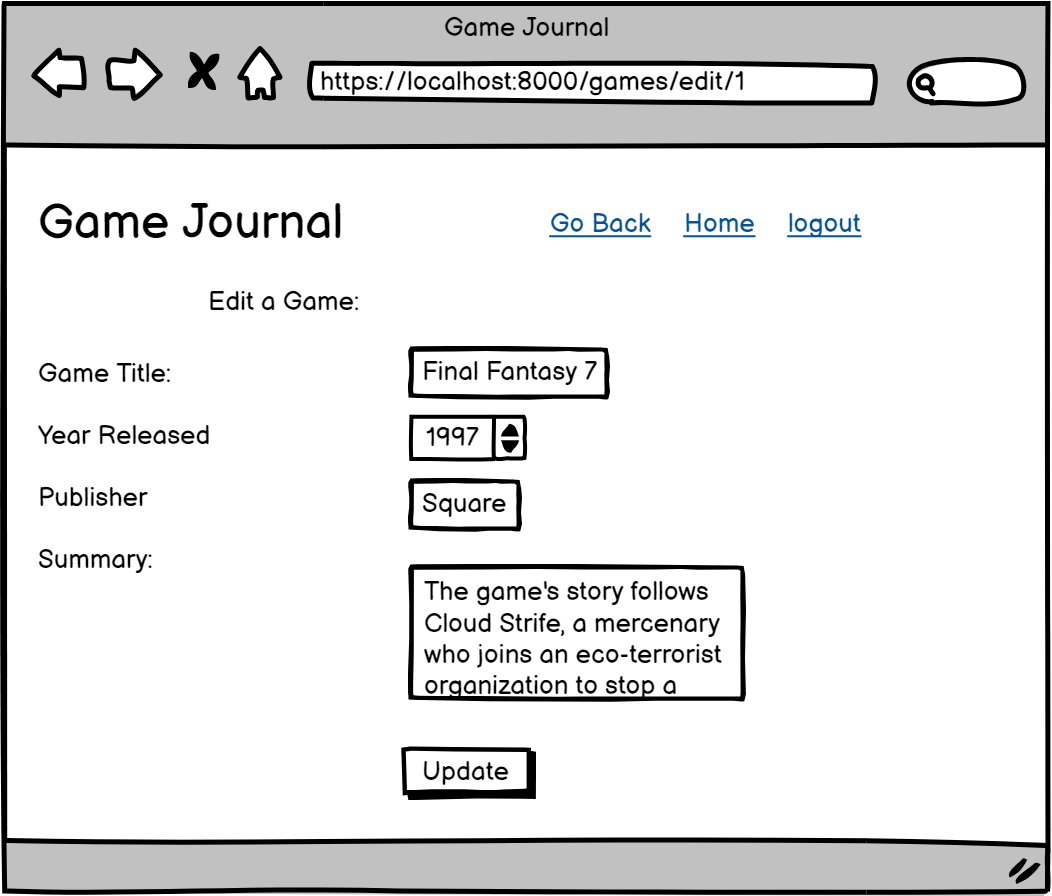 Game Journal
https://localhost:8000/games/edit/1
Game Journal
Go Back Home logout
Edit a Game:
Game Title: Final Fantasy 7
Year Released 1997
Publisher Square
Summary:
The game's story follows
Cloud Strife, a mercenary
who joins an eco-terrorist
organization to stop a
Update